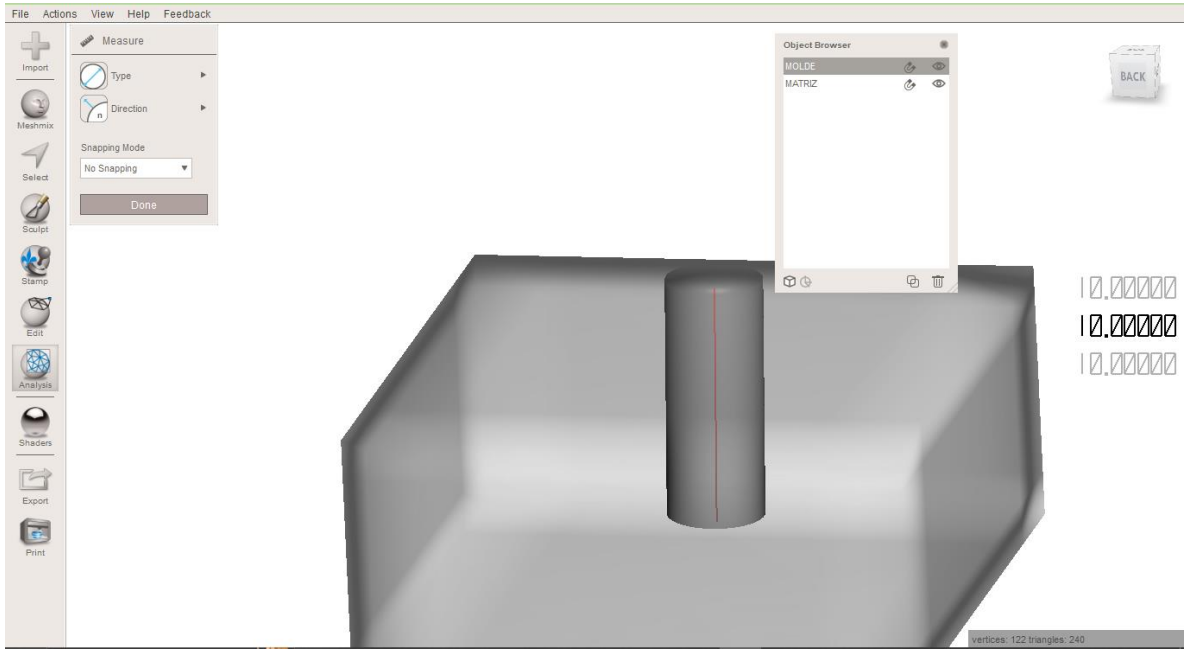 File Actions View Help Feedback
Import
Meshmix
Select
Sculpt
Stamp
Edit
Analysis
Shaders
Export
Print
Measure
Type
Direction
n
Snapping Mode
No Snapping
Done
Object Browser
MOLDE
MATRIZ
BACK
10.00000
10.00000
10.00000
vertices: 122 triangles: 240